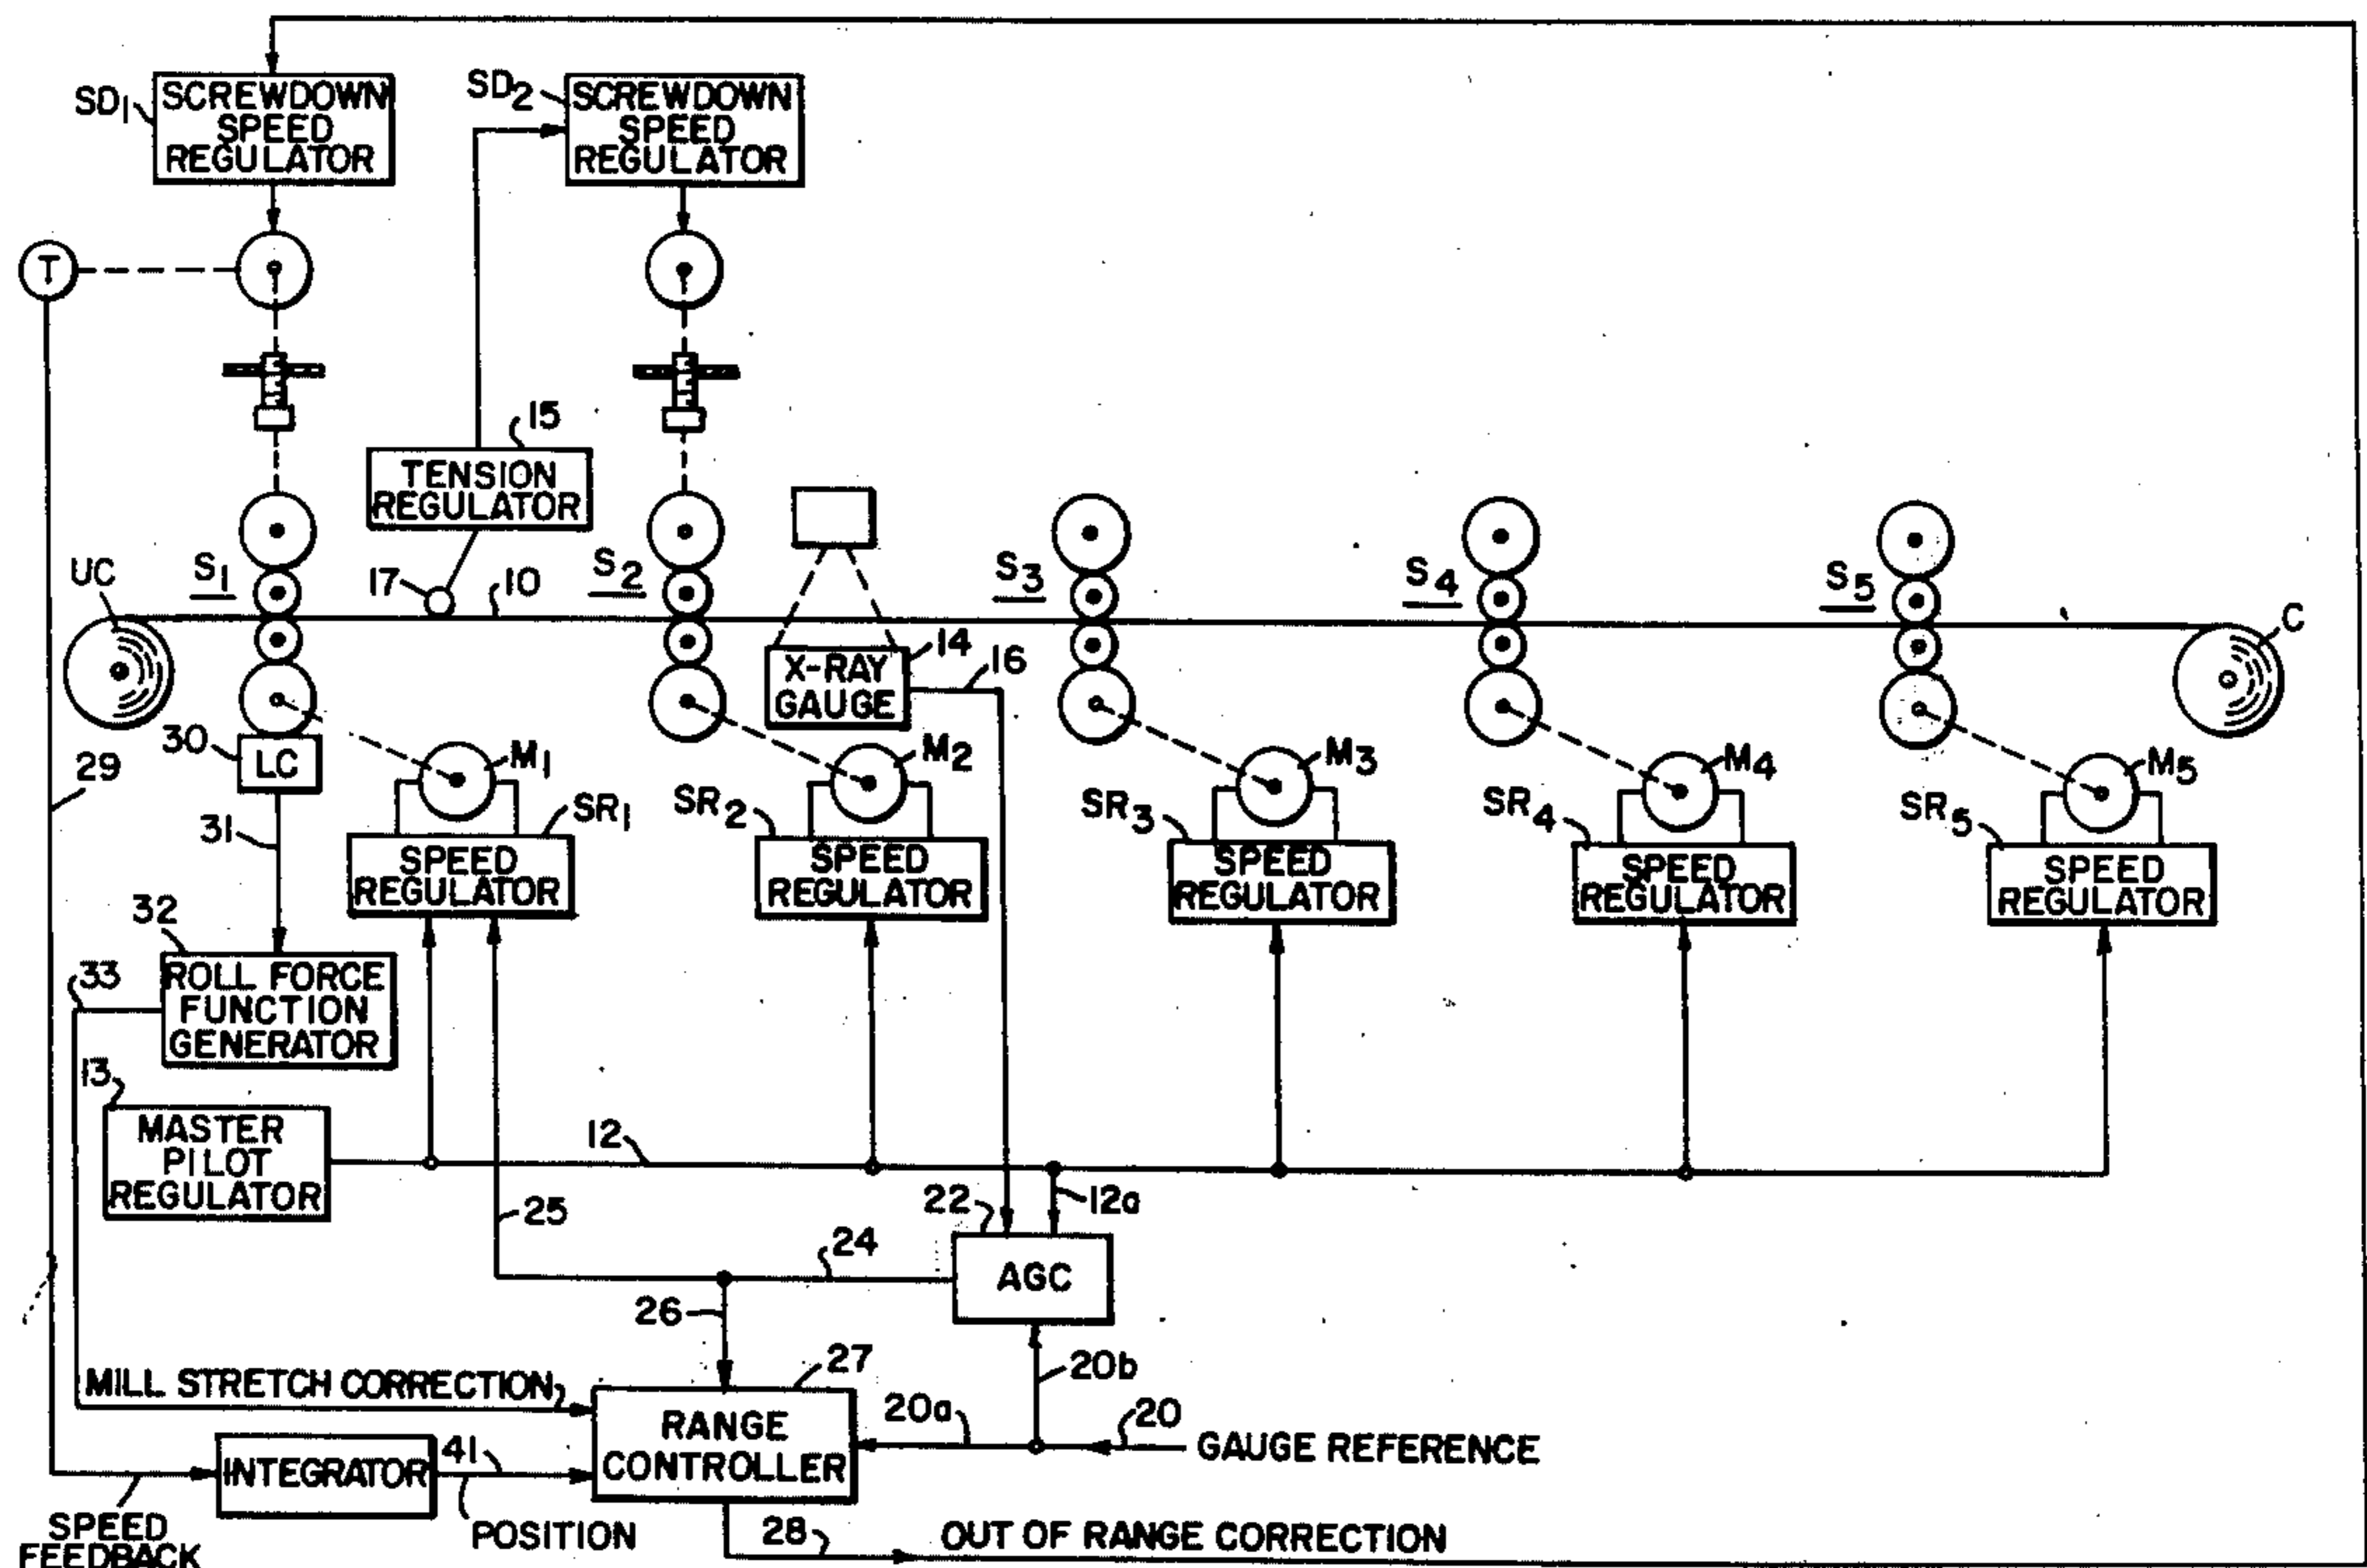 SD1
SCREWDOWN
SPEED
REGULATOR
SD2
SCREWDOWN
SPEED
REGULATOR
T
15
TENSION
REGULATOR
UC
S1
17
10
S2
S3
S4
S5
C
X-RAY
GAUGE
14
16
30
LC
29
M1
M2
M3
M4
M5
31
SR1
SR2
SR3
SR4
SR5
SPEED
REGULATOR
SPEED
REGULATOR
SPEED
REGULATOR
SPEED
REGULATOR
SPEED
REGULATOR
32
33
ROLL FORCE
FUNCTION
GENERATOR
13
MASTER
PILOT
REGULATOR
12
12a
22
25
24
AGC
26
27
20b
MILL STRETCH CORRECTION
RANGE
CONTROLLER
20a
20
GAUGE REFERENCE
INTEGRATOR
41
SPEED
FEEDBACK
POSITION
28
OUT OF RANGE CORRECTION